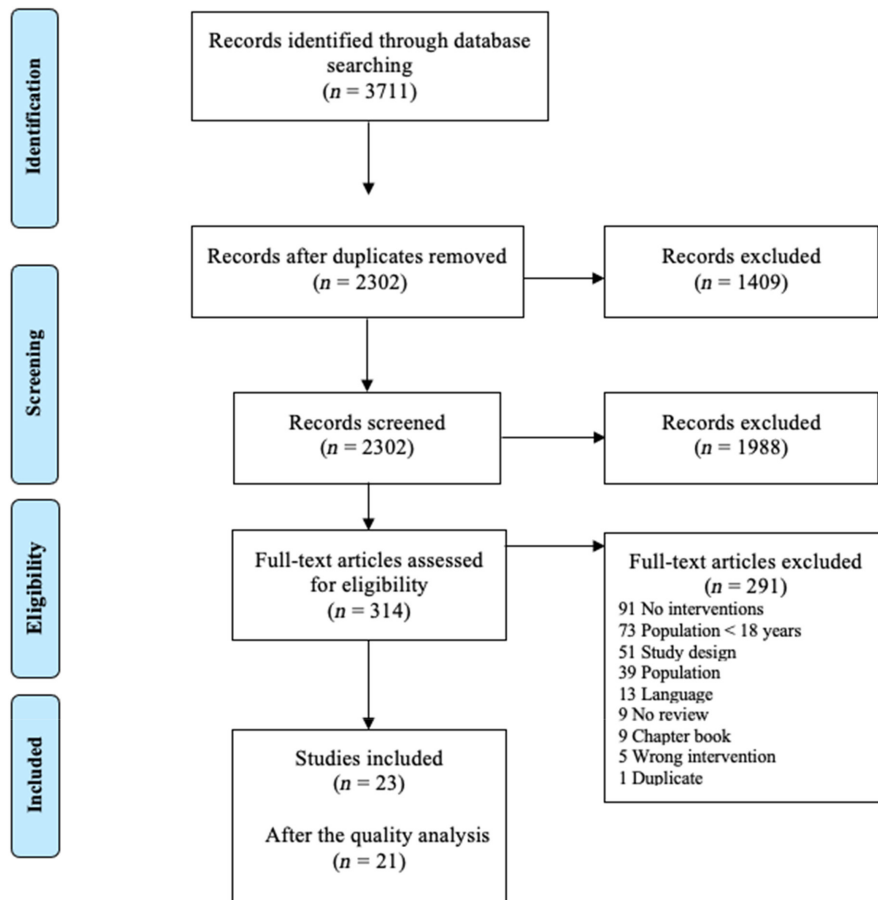 Identification
Records identified through database
searching
(n = 3711)
Records after duplicates removed
(n = 2302)
Records excluded
(n = 1409)
Screening
Records screened
(n = 2302)
Records excluded
(n = 1988)
Eligibility
Full-text articles assessed
for eligibility
(n = 314)
Full-text articles excluded
(n = 291)
91 No interventions
73 Population < 18 years
51 Study design
39 Population
13 Language
9 No review
9 Chapter book
5 Wrong intervention
1 Duplicate
Included
Studies included
(n = 23)
After the quality analysis
(n = 21)